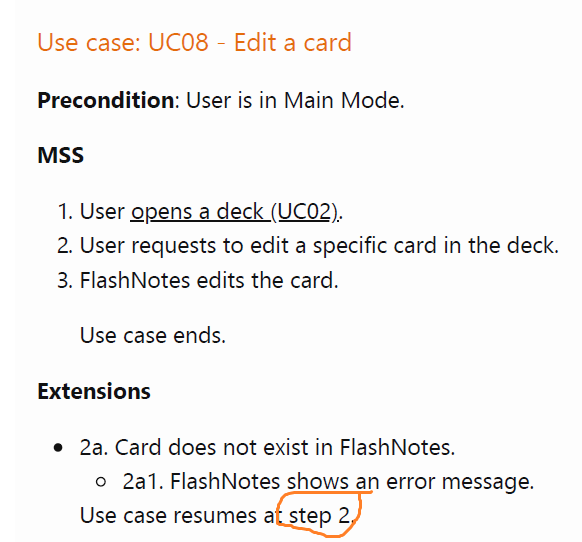 Use case: UC08 - Edit a card
Precondition: User is in Main Mode.
MSS
1. User opens a deck (UC02).
2. User requests to edit a specific card in the deck.
3. FlashNotes edits the card.
Use case ends.
Extensions
• 2a. Card does not exist in FlashNotes.
○ 2a1. FlashNotes shows an error message.
Use case resumes at step 2.